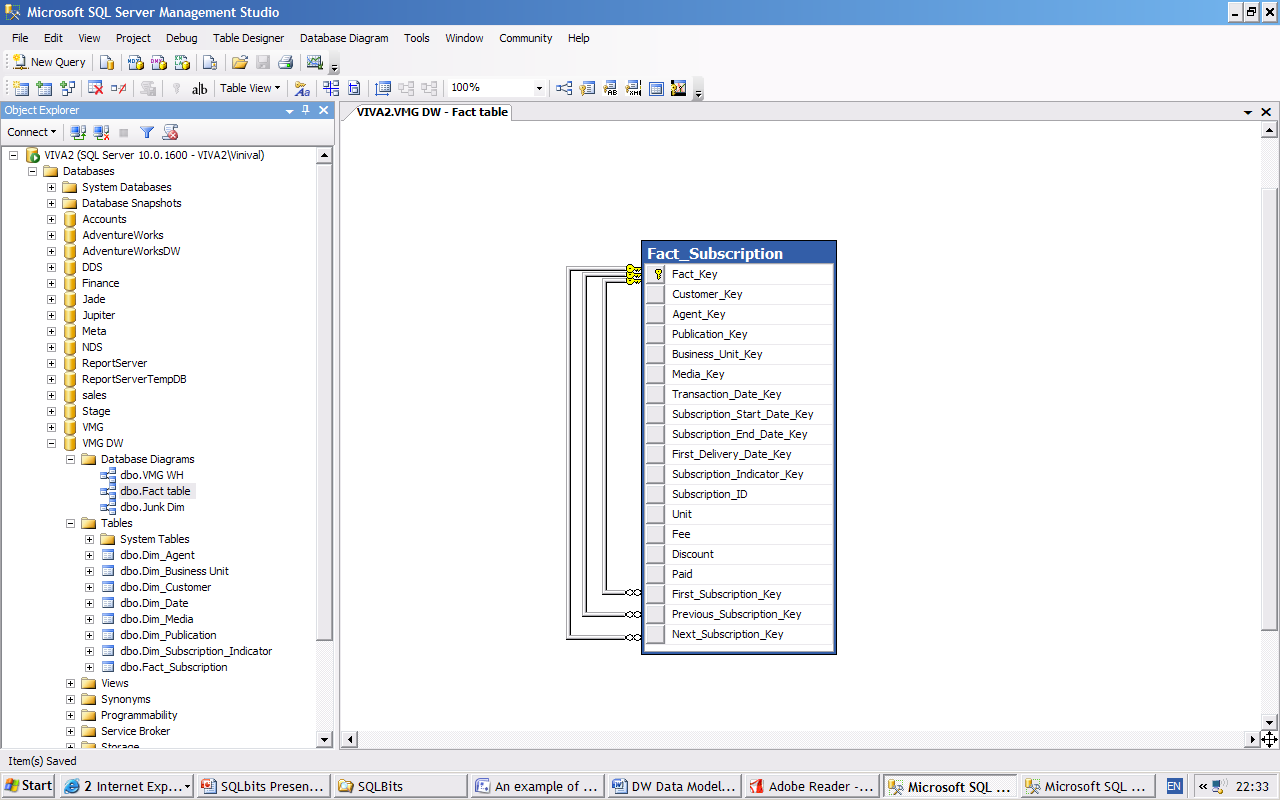 Microsoft SQL Server Management Studio
File Edit View Project Debug Table Designer Database Diagram Tools Window Community Help
New Query
ab Table View 100%
Object Explorer
VIVA2.VMG DW - Fact table
Connect
VIVA2 (SQL Server 10.0.1600 - VIVA2\Vinival)
Databases
System Databases
Database Snapshots
Accounts
AdventureWorks
AdventureWorksDW
DDS
Finance
Jade
Jupiter
Meta
NDS
ReportServer
ReportServerTempDB
sales
Stage
VMG
VMG DW
Database Diagrams
dbo.VMG WH
dbo.Fact table
dbo.Junk Dim
Tables
System Tables
dbo.Dim_Agent
dbo.Dim_Business Unit
dbo.Dim_Customer
dbo.Dim_Date
dbo.Dim_Media
dbo.Dim_Publication
dbo.Dim_Subscription_Indicator
dbo.Fact_Subscription
Views
Synonyms
Programmability
Service Broker
Storage
Fact_Subscription
Fact_Key
Customer_Key
Agent_Key
Publication_Key
Business_Unit_Key
Media_Key
Transaction_Date_Key
Subscription_Start_Date_Key
Subscription_End_Date_Key
First_Delivery_Date_Key
Subscription_Indicator_Key
Subscription_ID
Unit
Fee
Discount
Paid
First_Subscription_Key
Previous_Subscription_Key
Next_Subscription_Key
Item(s) Saved
Start 2 Internet Exp... SQLbits Presen... SQLBits An example of ... DW Data Model... Adobe Reader -... Microsoft SQL ... Microsoft SQL ... EN « 22:33